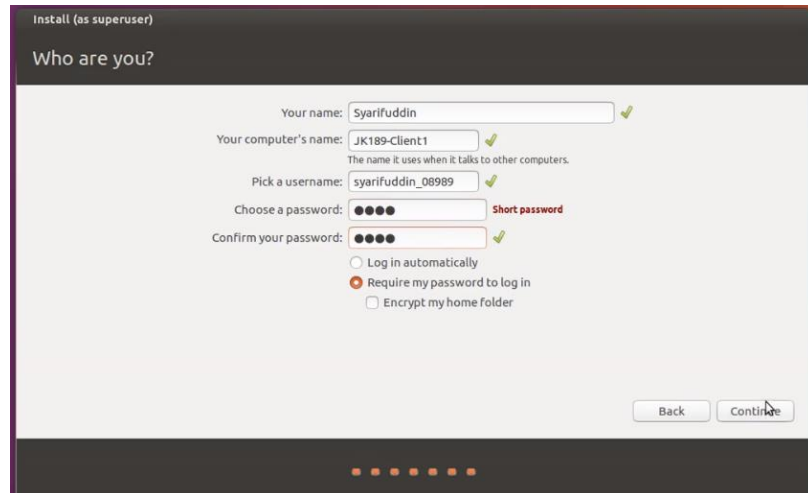 Install (as superuser)
Who are you?
Your name: Syarifuddin
Your computer's name: JK189-Client1
The name it uses when it talks to other computers.
Pick a username: syarifuddin_08989
Choose a password: ●●●● Short password
Confirm your password: ●●●●
Log in automatically
Require my password to log in
Encrypt my home folder
Back Continue